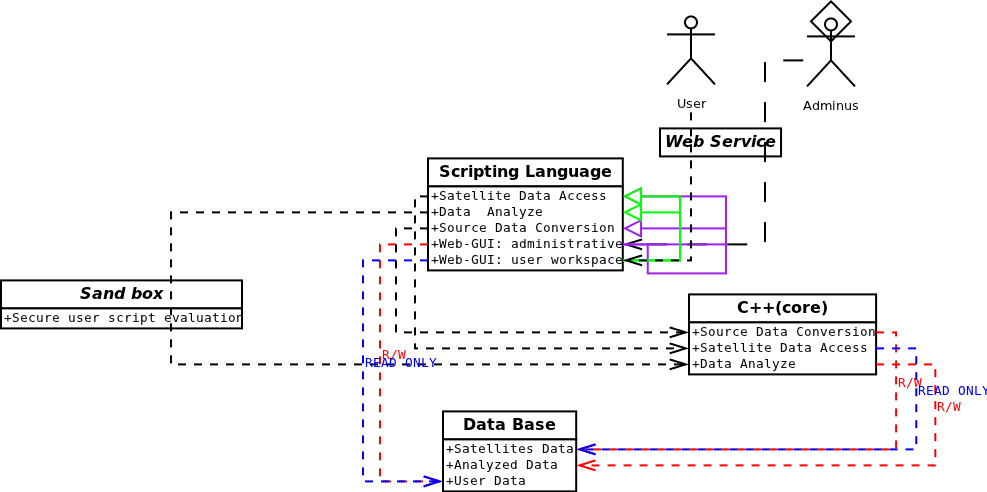 User
Adminus
Web Service
Scripting Language
+Satellite Data Access
+Data  Analyze
+Source Data Conversion
+Web-GUI: administrative
+Web-GUI: user workspace
Sand box
+Secure user script evaluation
C++(core)
+Source Data Conversion
+Satellite Data Access
+Data Analyze
R/W
READ ONLY
R/W
READ ONLY
R/W
Data Base
+Satellites Data
+Analyzed Data
+User Data